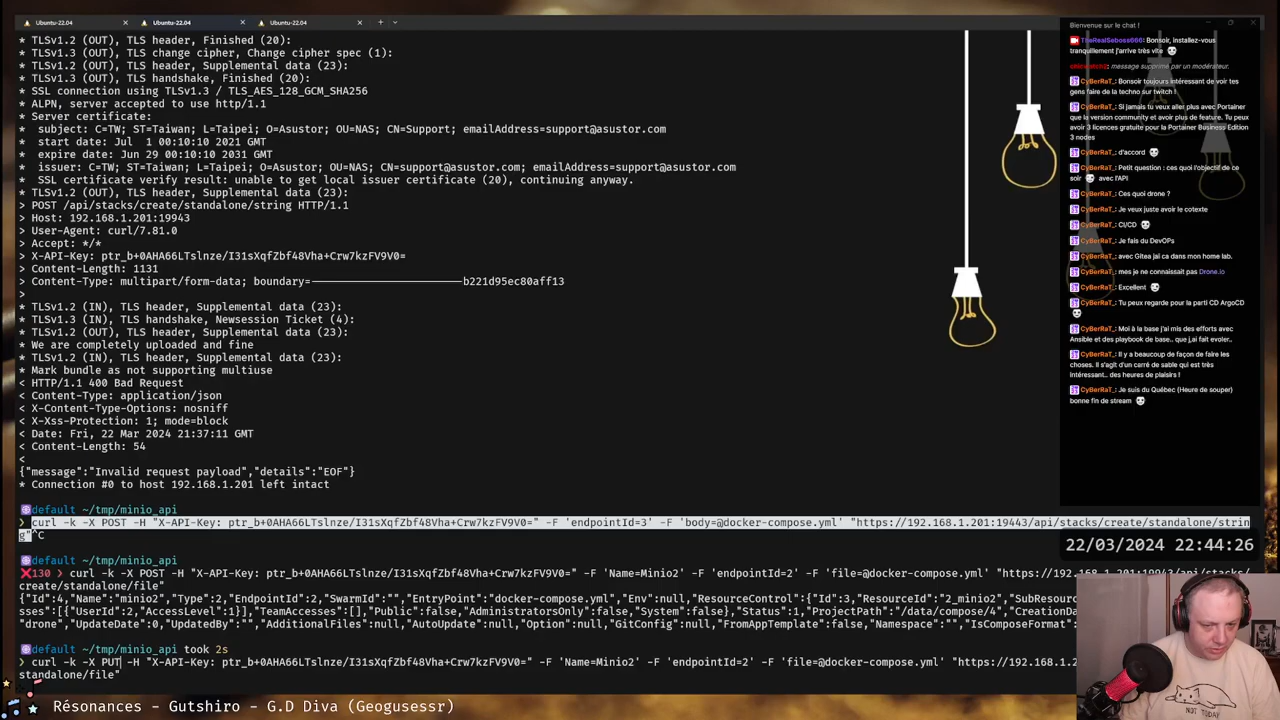 Ubuntu-22.04
Ubuntu-22.04
Ubuntu-22.04
* TLSv1.2 (OUT), TLS header, Finished (20):
* TLSv1.3 (OUT), TLS change cipher, Change cipher spec (1):
* TLSv1.2 (OUT), TLS header, Supplemental data (23):
* TLSv1.3 (OUT), TLS handshake, Finished (20):
* SSL connection using TLSv1.3 / TLS_AES_128_GCM_SHA256
* ALPN, server accepted to use http/1.1
* Server certificate:
*  subject: C=TW; ST=Taiwan; L=Taipei; O=Asustor; OU=NAS; CN=Support; emailAddress=support@asustor.com
*  start date: Jul  1 00:10:10 2021 GMT
*  expire date: Jun 29 00:10:10 2031 GMT
*  issuer: C=TW; ST=Taiwan; L=Taipei; O=Asustor; OU=NAS; CN=Support; emailAddress=support@asustor.com
*  SSL certificate verify result: unable to get local issuer certificate (20), continuing anyway.
* TLSv1.2 (OUT), TLS header, Supplemental data (23):
> POST /api/stacks/create/standalone/string HTTP/1.1
> Host: 192.168.1.201:19943
> User-Agent: curl/7.81.0
> Accept: */*
> X-API-Key: ptr_b+0AHA66LTslnze/I31sXqfZbf48Vha+Crw7kzFV9V0=
> Content-Length: 1131
> Content-Type: multipart/form-data; boundary=------------------------b221d95ec80aff13
>
* TLSv1.2 (IN), TLS header, Supplemental data (23):
* TLSv1.3 (IN), TLS handshake, Newsession Ticket (4):
* TLSv1.2 (OUT), TLS header, Supplemental data (23):
* We are completely uploaded and fine
* TLSv1.2 (IN), TLS header, Supplemental data (23):
* Mark bundle as not supporting multiuse
< HTTP/1.1 400 Bad Request
< Content-Type: application/json
< X-Content-Type-Options: nosniff
< X-Xss-Protection: 1; mode=block
< Date: Fri, 22 Mar 2024 21:37:11 GMT
< Content-Length: 54
<
{"message":"Invalid request payload","details":"EOF"}
* Connection #0 to host 192.168.1.201 left intact
default ~/tmp/minio_api
❯ curl -k -X POST -H "X-API-Key: ptr_b+0AHA66LTslnze/I31sXqfZbf48Vha+Crw7kzFV9V0=" -F 'endpointId=3' -F 'body=@docker-compose.yml' "https://192.168.1.201:19943/api/stacks/create/standalone/strin
g"^C
default ~/tmp/minio_api
130 ❯ curl -k -X POST -H "X-API-Key: ptr_b+0AHA66LTslnze/I31sXqfZbf48Vha+Crw7kzFV9V0=" -F 'Name=Minio2' -F 'endpointId=2' -F 'file=@docker-compose.yml' "https://192.168.1.201:19943/api/stacks/
create/standalone/file"
{"Id":4,"Name":"minio2","Type":2,"EndpointId":2,"SwarmId":"","EntryPoint":"docker-compose.yml","Env":null,"ResourceControl":{"Id":3,"ResourceId":"2_minio2","SubResour
sses":[{"UserId":2,"AccessLevel":1}],"TeamAccesses":[],"Public":false,"AdministratorsOnly":false,"System":false},"Status":1,"ProjectPath":"/data/compose/4","CreationDa
"drone","UpdateDate":0,"UpdatedBy":"","AdditionalFiles":null,"AutoUpdate":null,"Option":null,"GitConfig":null,"FromAppTemplate":false,"Namespace":"","IsComposeFormat":
default ~/tmp/minio_api took 2s
❯ curl -k -X PUT -H "X-API-Key: ptr_b+0AHA66LTslnze/I31sXqfZbf48Vha+Crw7kzFV9V0=" -F 'Name=Minio2' -F 'endpointId=2' -F 'file=@docker-compose.yml' "https://192.168.1
standalone/file"
Bienvenue sur le chat !
TheRealSebose666: Bonsoir, installez-vous
tranquillement j'arrive très vite
message supprimé par un modérateur.
CyBerRaT_: Bonsoir toujours intéressant de voir tes
gens faire de la techno sur twitch !
CyBerRaT_: Si jamais tu veux aller plus avec Portainer
que la version community et avoir plus de feature. Tu peux
avoir 3 licences gratuite pour la Portainer Business Edition
3 nodes
CyBerRaT_: d'accord
CyBerRaT_: Petit question : ces quoi l'objectif de ce
soir avec l'API
CyBerRaT_: Ces quoi drone ?
CyBerRaT_: Je veux juste avoir le cotexte
CyBerRaT_: CI/CD
CyBerRaT_: Je fais du DevOPs
CyBerRaT_: avec Gitea jai ca dans mon home lab.
CyBerRaT_: mes je ne connaissait pas Drone.io
CyBerRaT_: Excellent
CyBerRaT_: Tu peux regarde pour la parti CD ArgoCD
CyBerRaT_: Moi à la base j'ai mis des efforts avec
Ansible et des playbook de base.. que j,ai fait evoler..
CyBerRaT_: Il y a beaucoup de façon de faire les
choses. Il s'agit d'un carré de sable qui est très
intéressant.. des heures de plaisirs !
CyBerRaT_: Je suis du Québec (Heure de souper)
bonne fin de stream
22/03/2024 22:44:26
NOT TODAY
Résonances - Gutshiro - G.D Diva (Geogusessr)